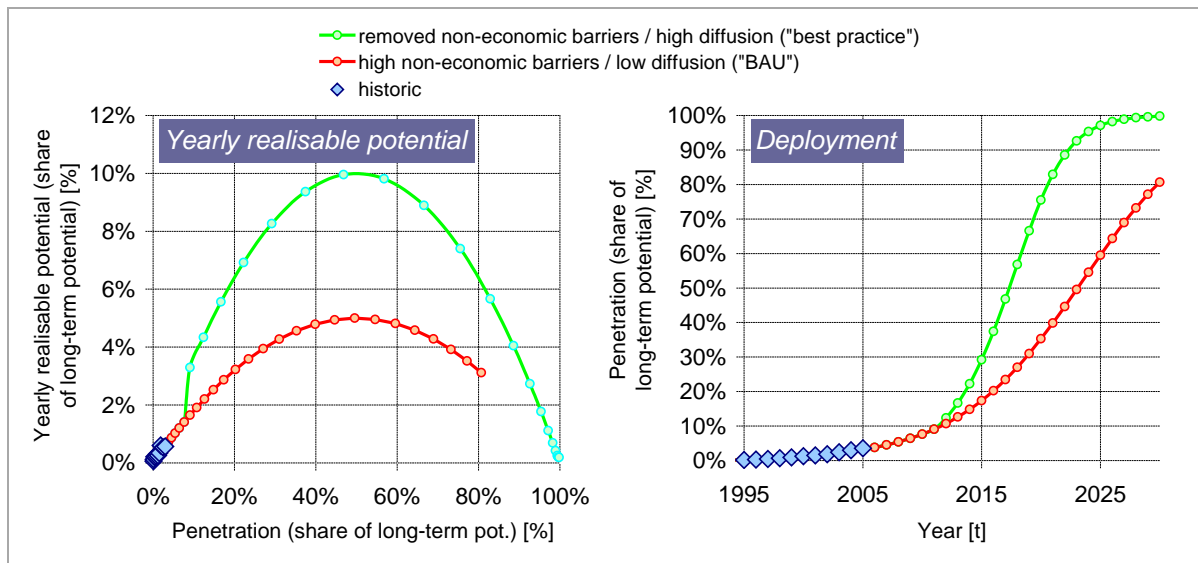 removed non-economic barriers / high diffusion ("best practice")
high non-economic barriers / low diffusion ("BAU")
historic
Yearly realisable potential
Yearly realisable potential (share
of long-term potential) [%]
12%
10%
8%
6%
4%
2%
0%
0%
20%
40%
60%
80%
100%
Penetration (share of long-term pot.) [%]
Deployment
Penetration (share of
long-term potential) [%]
100%
90%
80%
70%
60%
50%
40%
30%
20%
10%
0%
1995
2005
2015
2025
Year [t]